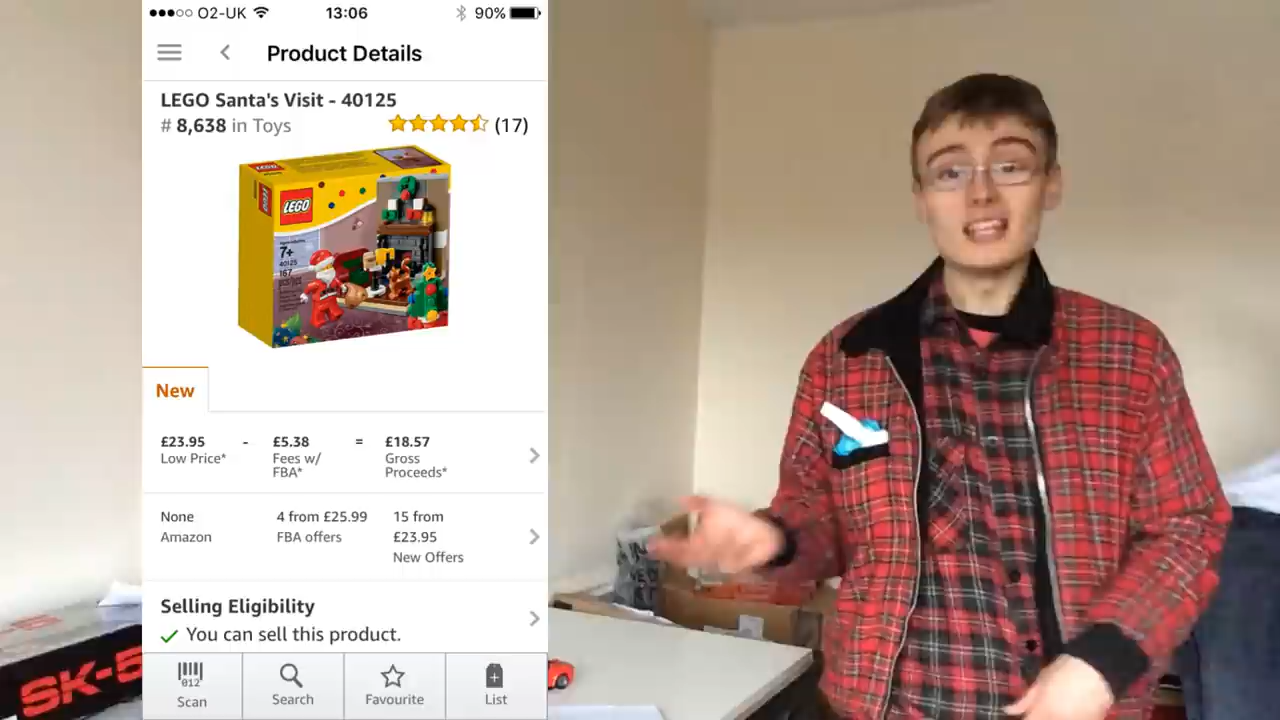 ●●●○○ O2-UK 13:06 90%
Product Details
LEGO Santa's Visit - 40125
# 8,638 in Toys (17)
LEGO
LEGO
LEGO
7+
40125
167
New
£23.95 - £5.38 = £18.57
Low Price* Fees w/ FBA* Gross Proceeds*
None 4 from £25.99 15 from £23.95
Amazon FBA offers New Offers
Selling Eligibility
You can sell this product.
Scan Search Favourite List
SK-5